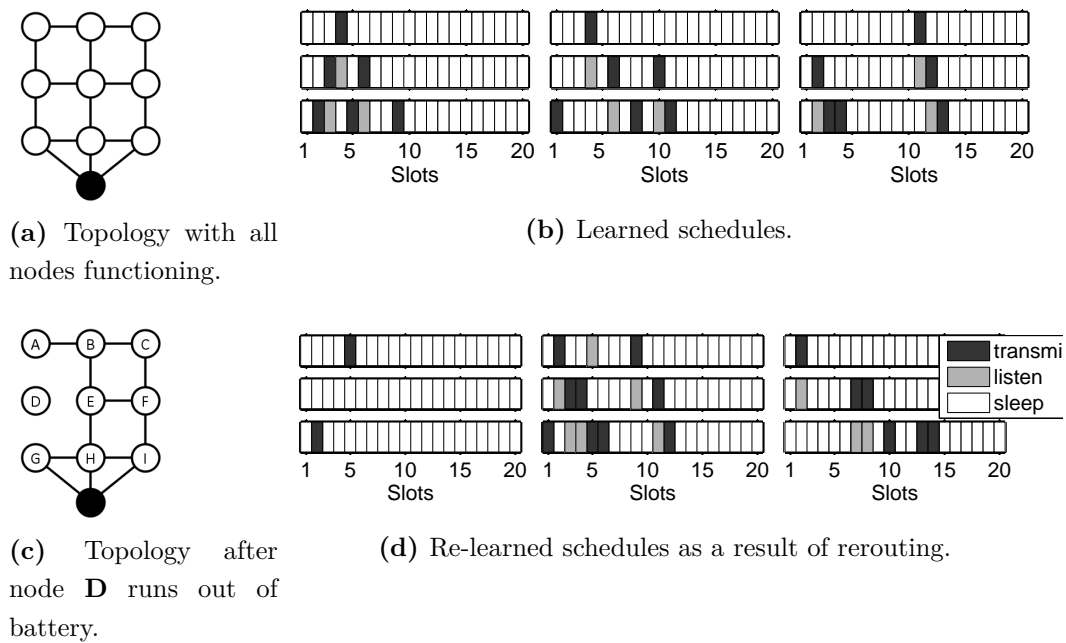 1 5 10 15 20
Slots
1 5 10 15 20
Slots
1 5 10 15 20
Slots
(a) Topology with all
nodes functioning.
(b) Learned schedules.
A B C
D E F
G H I
transmi
listen
sleep
1 5 10 15 20
Slots
1 5 10 15 20
Slots
1 5 10 15 20
Slots
(c) Topology after
node D runs out of
battery.
(d) Re-learned schedules as a result of rerouting.